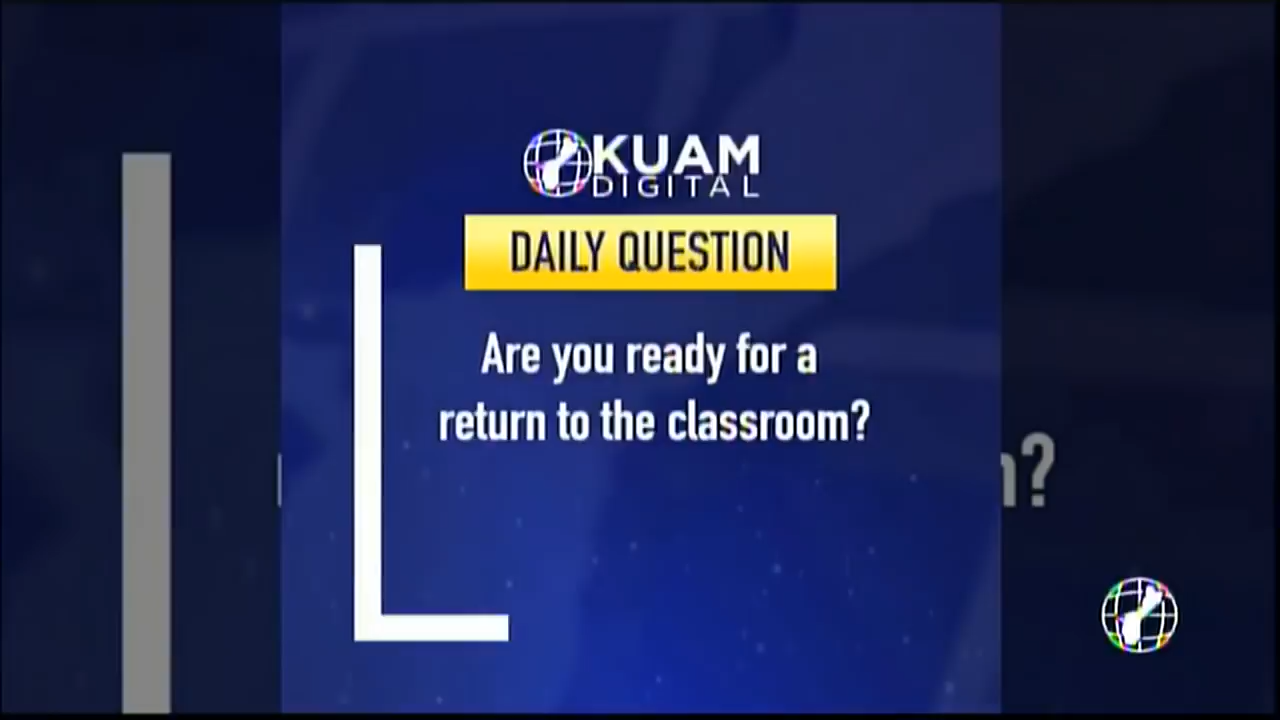 KUAM
DIGITAL
DAILY QUESTION
Are you ready for a
return to the classroom?
?